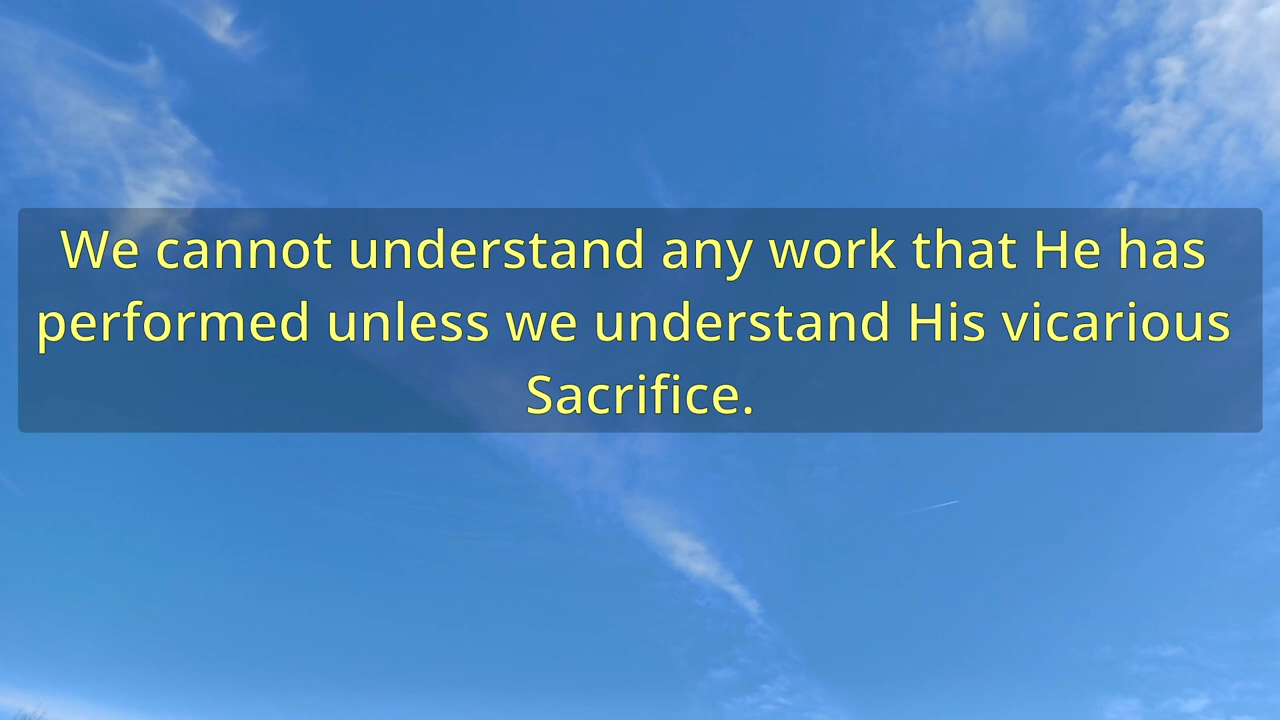 We cannot understand any work that He has
performed unless we understand His vicarious
Sacrifice.